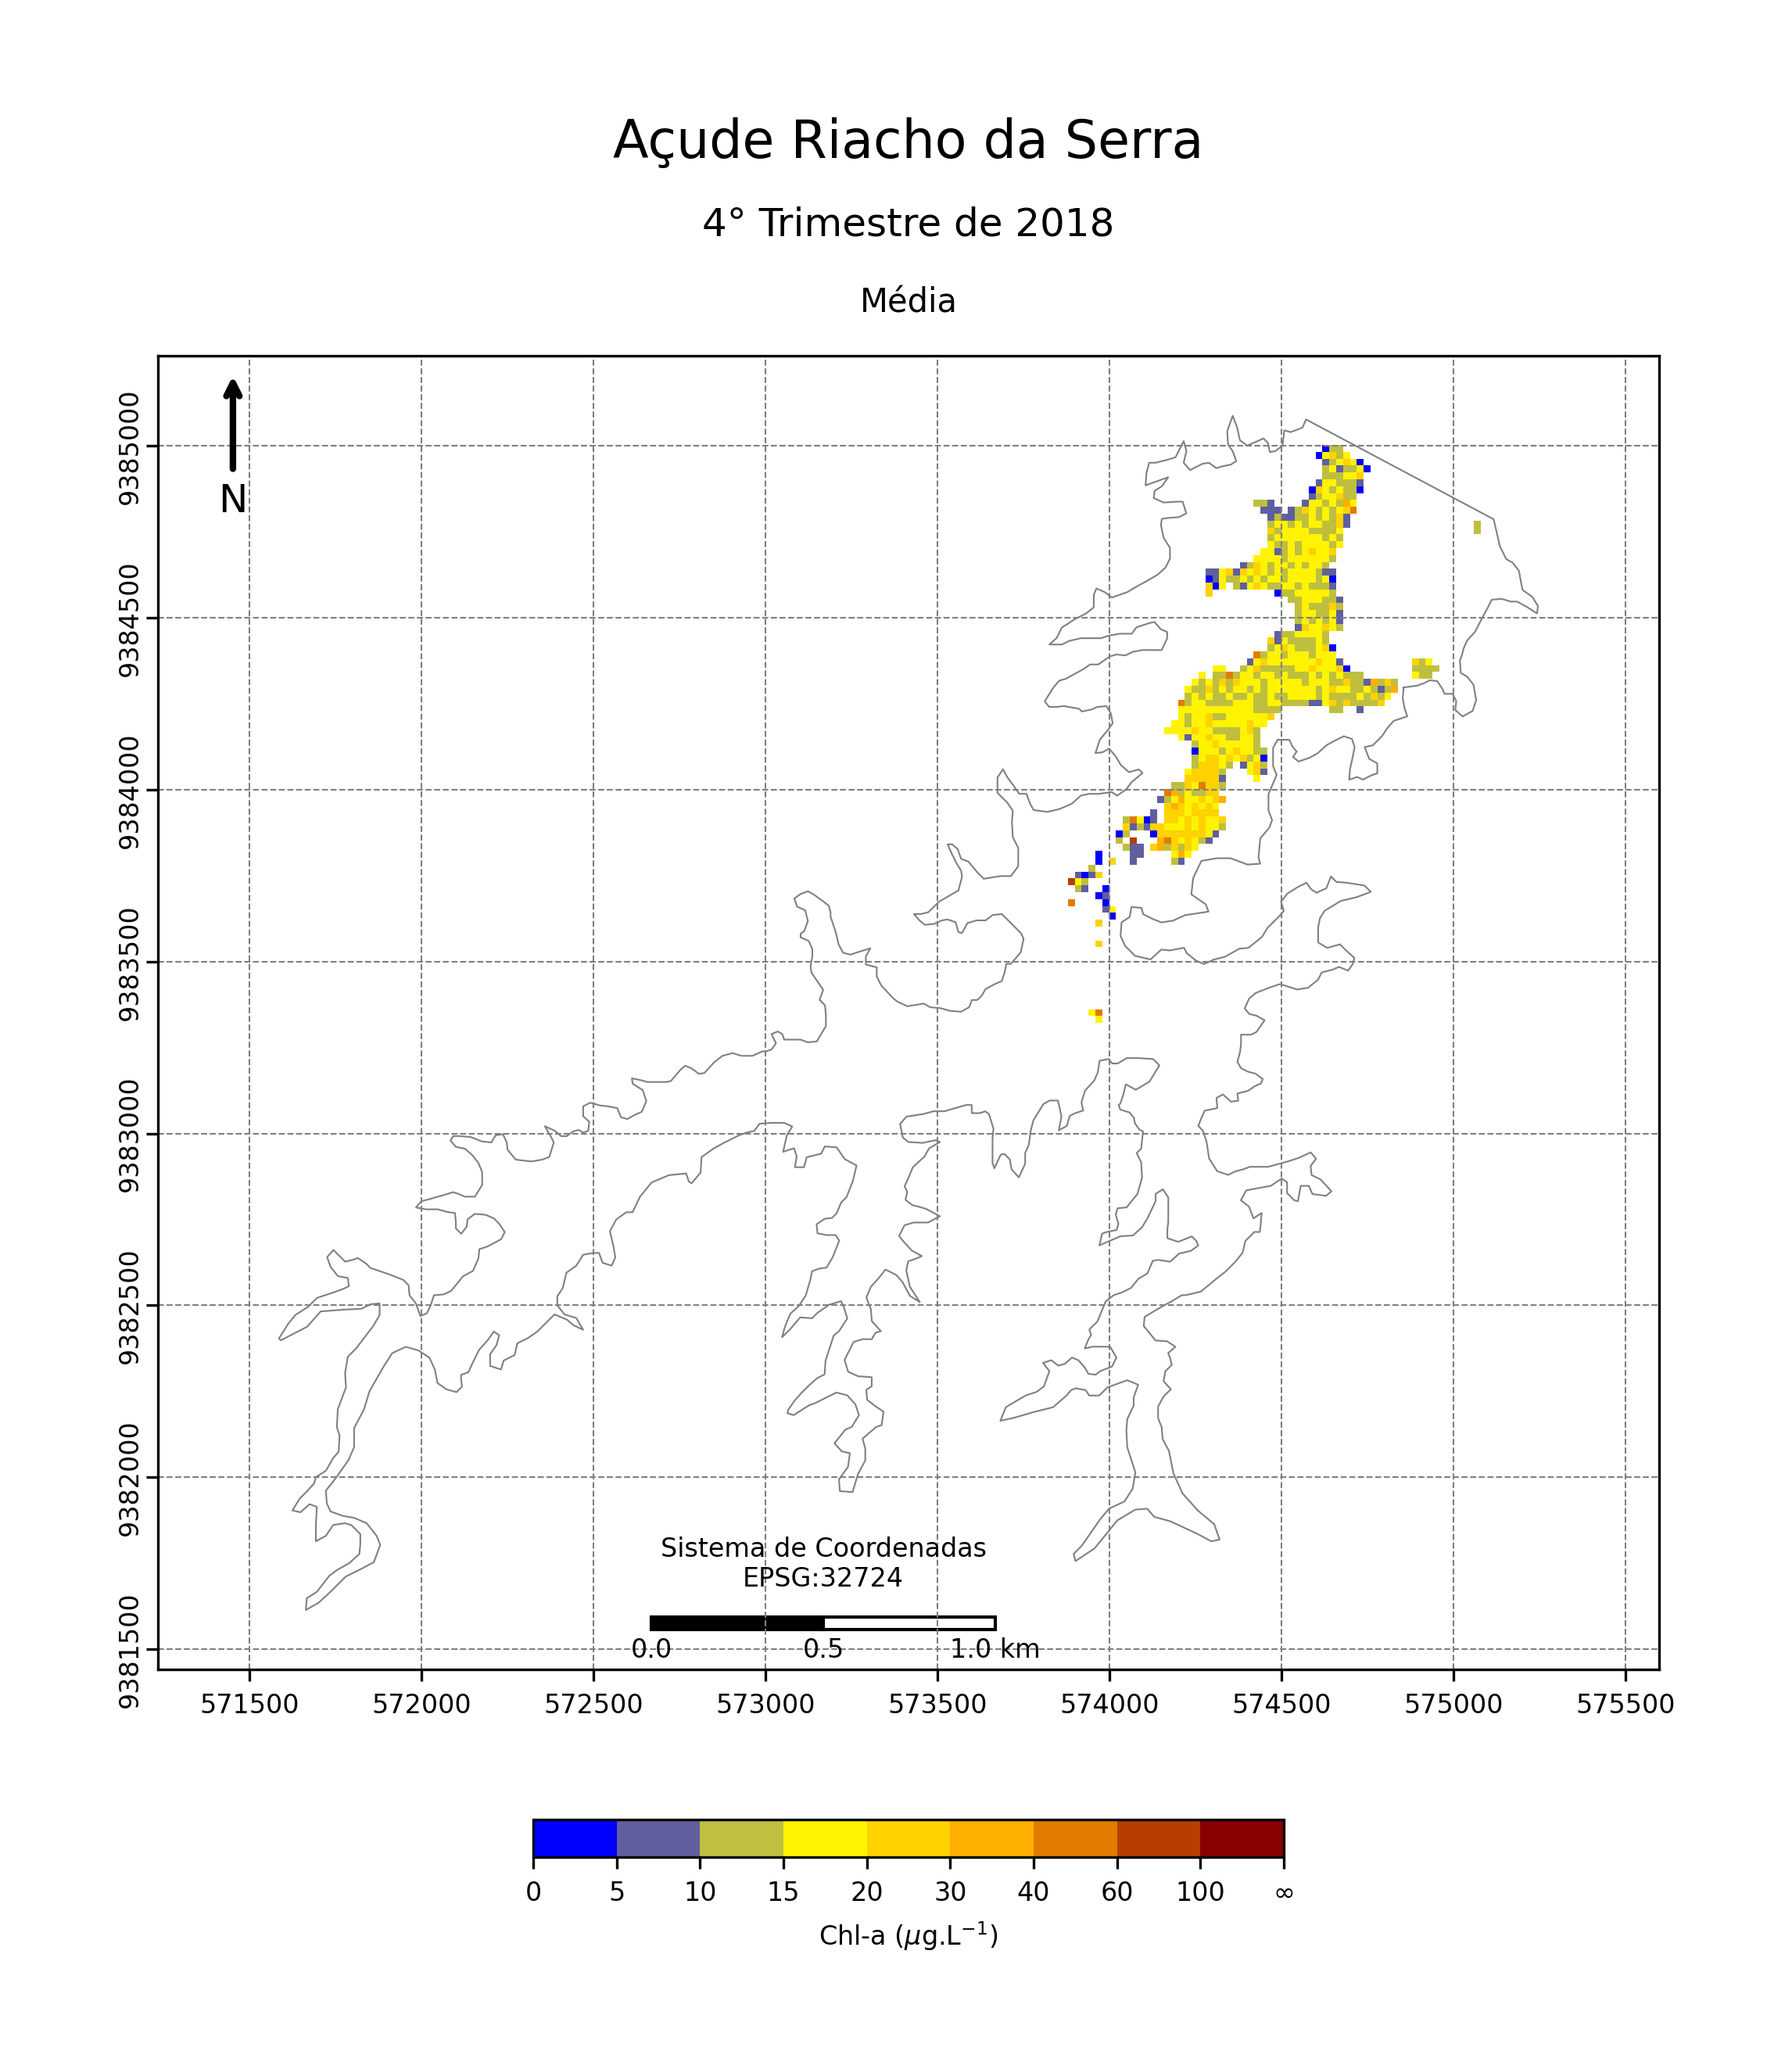 Açude Riacho da Serra
4° Trimestre de 2018
Média
N
9385000
9384500
9384000
9383500
9383000
9382500
9382000
9381500
Sistema de Coordenadas
EPSG:32724
0.0 0.5 1.0 km
571500 572000 572500 573000 573500 574000 574500 575000 575500
0 5 10 15 20 30 40 60 100 ∞
Chl-a (μg.L⁻¹)